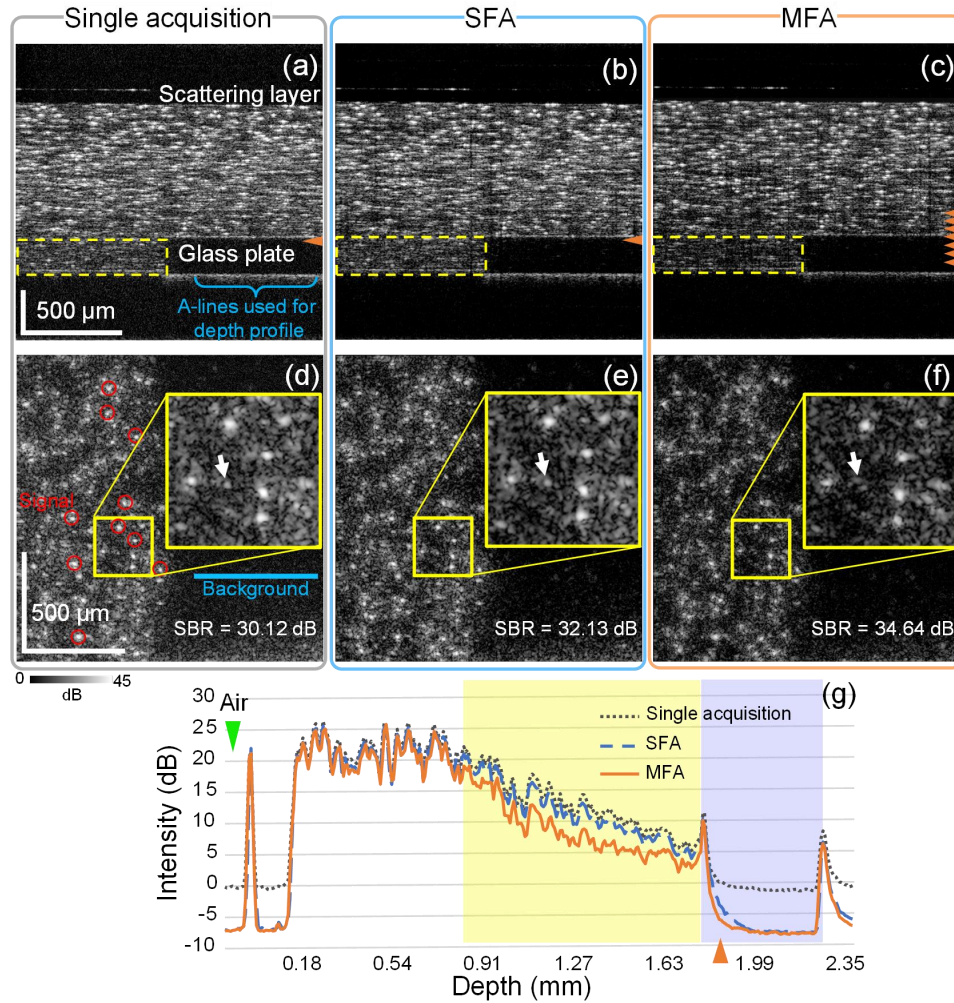 Single acquisition
SFA
MFA
(a)
(b)
(c)
Scattering layer
Glass plate
A-lines used for
depth profile
500 µm
(d)
(e)
(f)
Signal
Background
500 µm
SBR = 30.12 dB
SBR = 32.13 dB
SBR = 34.64 dB
0
45
dB
(g)
Air
Single acquisition
SFA
MFA
30
25
20
15
10
5
0
-5
-10
Intensity (dB)
0.18
0.54
0.91
1.27
1.63
1.99
2.35
Depth (mm)